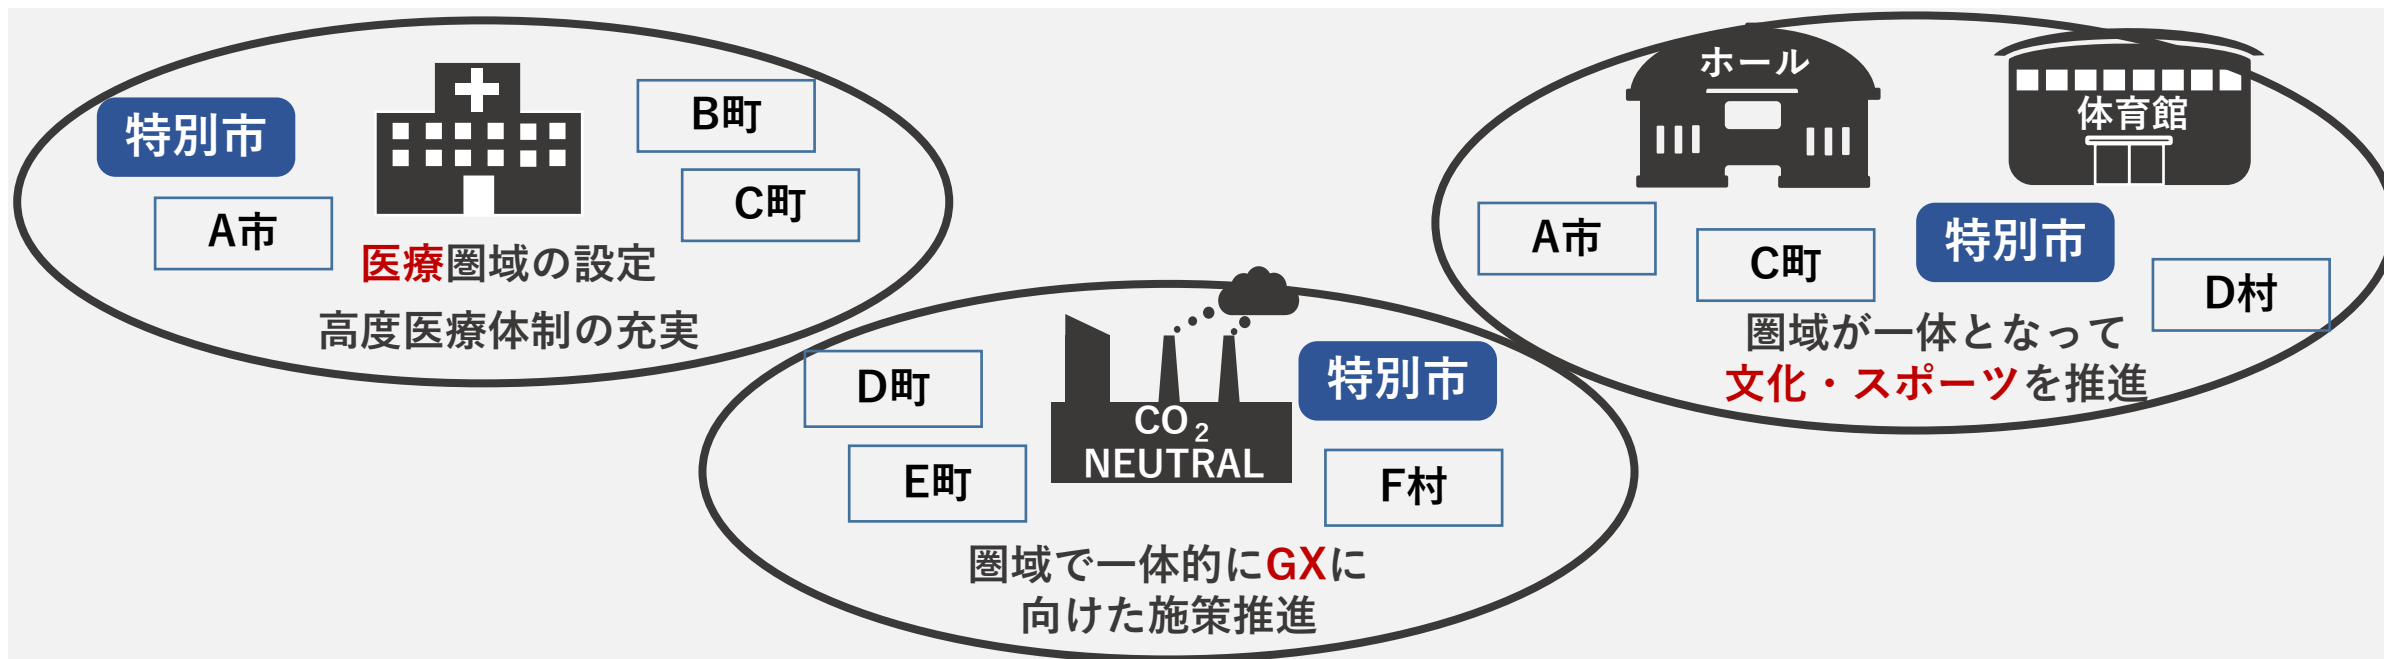 特別市
A市
B町
C町
医療圏域の設定
高度医療体制の充実
D町
E町
CO₂
NEUTRAL
特別市
F村
圏域で一体的にGXに
向けた施策推進
ホール
体育館
A市
C町
特別市
D村
圏域が一体となって
文化・スポーツを推進